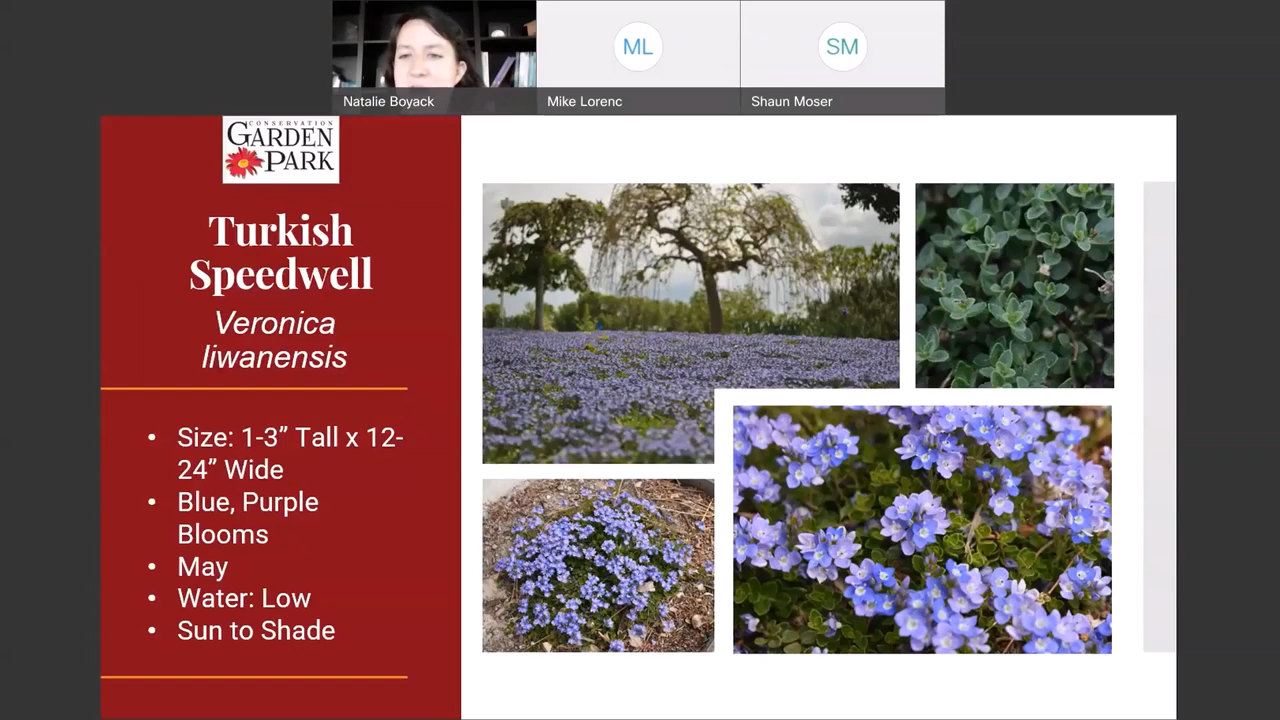 ML
SM
Natalie Boyack
Mike Lorenc
Shaun Moser
CONSERVATION
GARDEN
PARK
Turkish
Speedwell
Veronica
liwanensis
• Size: 1-3” Tall x 12-
24” Wide
• Blue, Purple
Blooms
• May
• Water: Low
• Sun to Shade